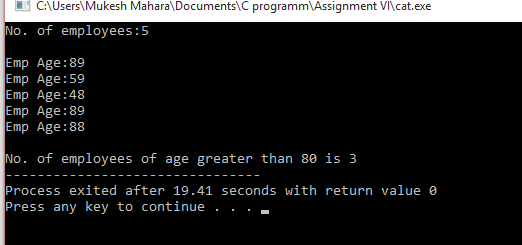 C:\Users\Mukesh Mahara\Documents\C programm\Assignment VI\cat.exe
No. of employees:5
Emp Age:89
Emp Age:59
Emp Age:48
Emp Age:89
Emp Age:88
No. of employees of age greater than 80 is 3
--------------------------------
Process exited after 19.41 seconds with return value 0
Press any key to continue . . .